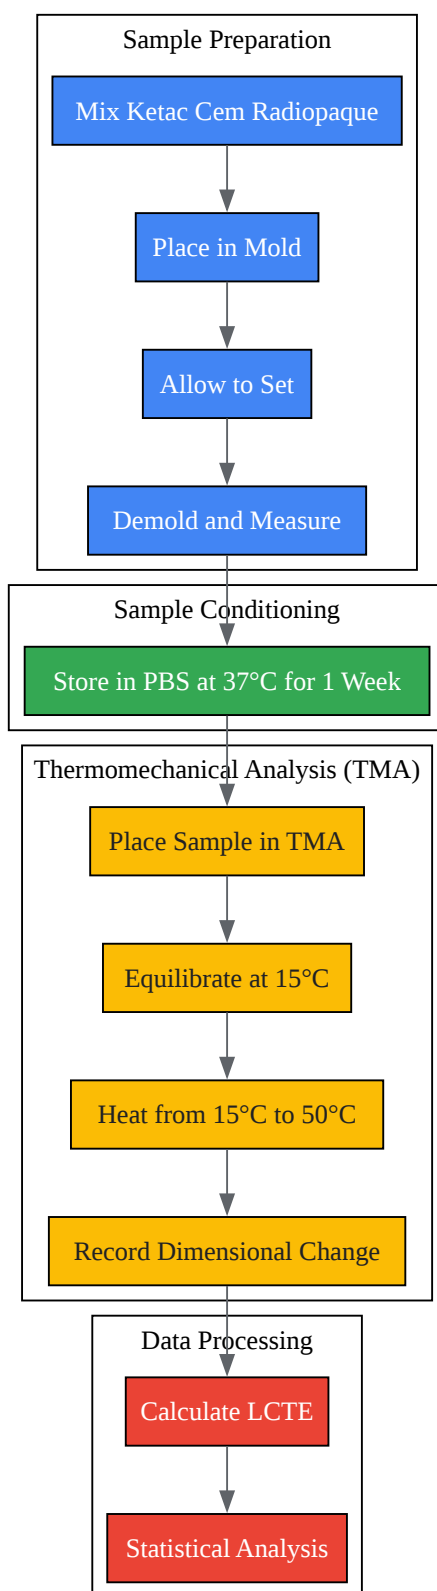 Sample Preparation
Mix Ketac Cem Radiopaque
Place in Mold
Allow to Set
Demold and Measure
Sample Conditioning
Store in PBS at 37°C for 1 Week
Thermomechanical Analysis (TMA)
Place Sample in TMA
Equilibrate at 15°C
Heat from 15°C to 50°C
Record Dimensional Change
Data Processing
Calculate LCTE
Statistical Analysis